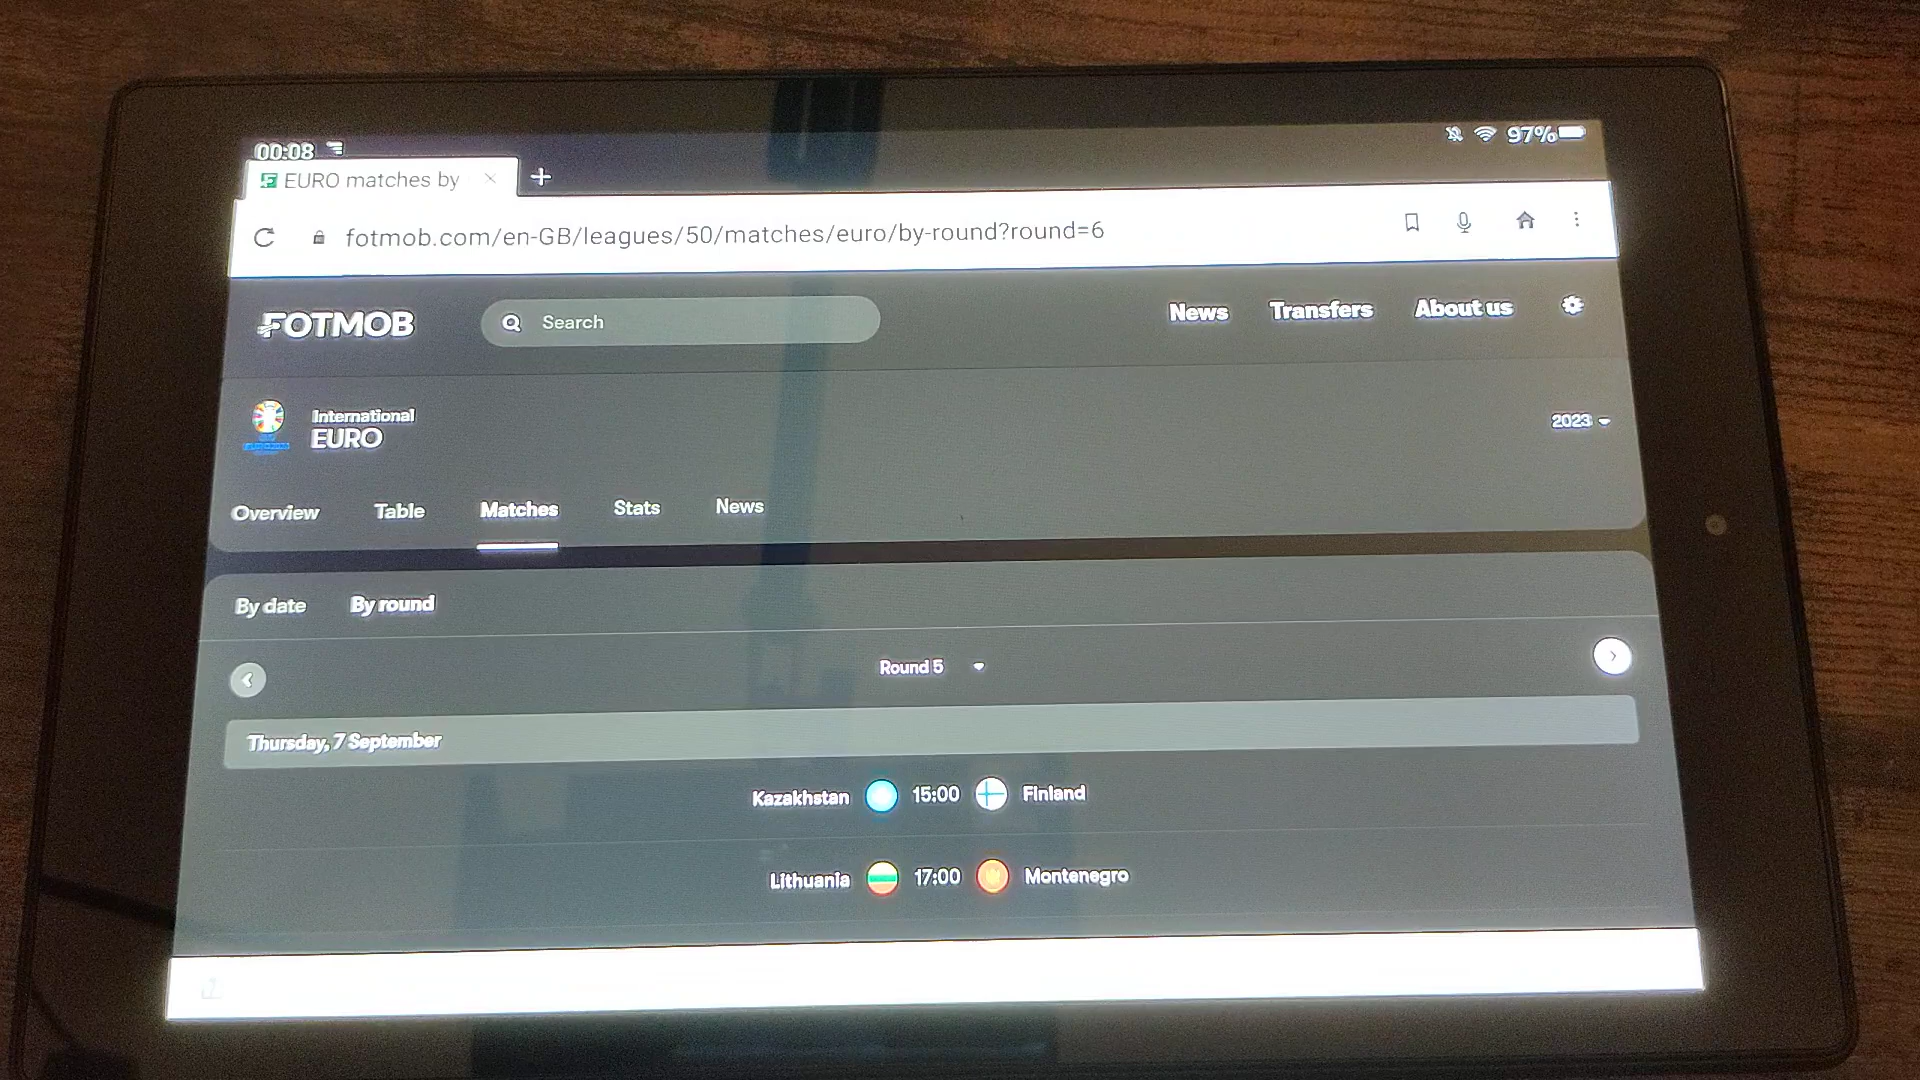 00:08
97%
EURO matches by
fotmob.com/en-GB/leagues/50/matches/euro/by-round?round=6
FOTMOB
Search
News
Transfers
About us
International
EURO
2023
Overview
Table
Matches
Stats
News
By date
By round
Round 5
Thursday, 7 September
Kazakhstan 15:00 Finland
Lithuania 17:00 Montenegro